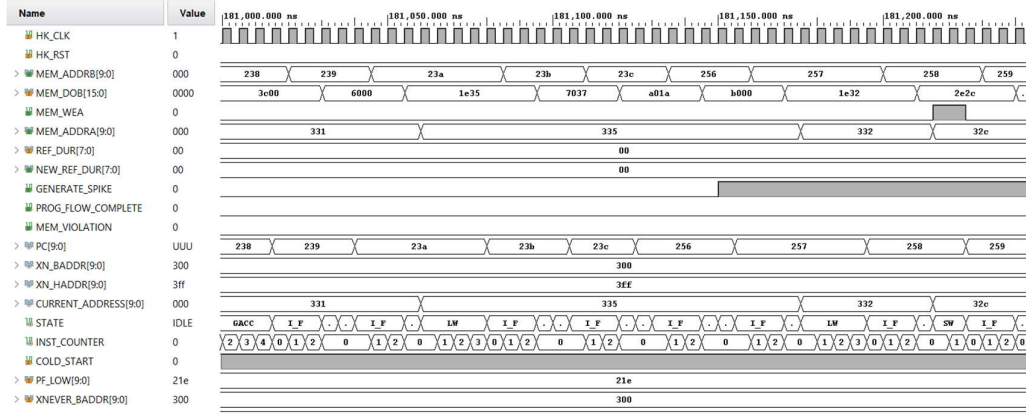 Name Value 181,000.000 ns 181,050.000 ns 181,100.000 ns 181,150.000 ns 181,200.000 ns
HK_CLK 1
HK_RST 0
MEM_ADDRB[9:0] 000 238 239 23a 23b 23c 256 257 258 259
MEM_DOB[15:0] 0000 3c00 6000 1e35 7037 a01a b000 1e32 2e2c .
MEM_WEA 0
MEM_ADDRA[9:0] 000 331 335 332 32c
REF_DUR[7:0] 00 00
NEW_REF_DUR[7:0] 00 00
GENERATE_SPIKE 0
PROG_FLOW_COMPLETE 0
MEM_VIOLATION 0
PC[9:0] UUU 238 239 23a 23b 23c 256 257 258 259
XN_BADDR[9:0] 300 300
XN_HADDR[9:0] 3ff 3ff
CURRENT_ADDRESS[9:0] 000 331 335 332 32c
STATE IDLE GACC I_F . . I_F . LW I_F . . I_F . . I_F . . I_F . LW I_F . SW I_F .
INST_COUNTER 0 2 3 4 0 1 2 0 1 2 0 1 2 3 0 1 2 0 1 2 0 1 2 0 1 2 0 1 2 3 0 1 2 0 1 0 1 2 0
COLD_START 0
PF_LOW[9:0] 21e 21e
XNEVER_BADDR[9:0] 300 300